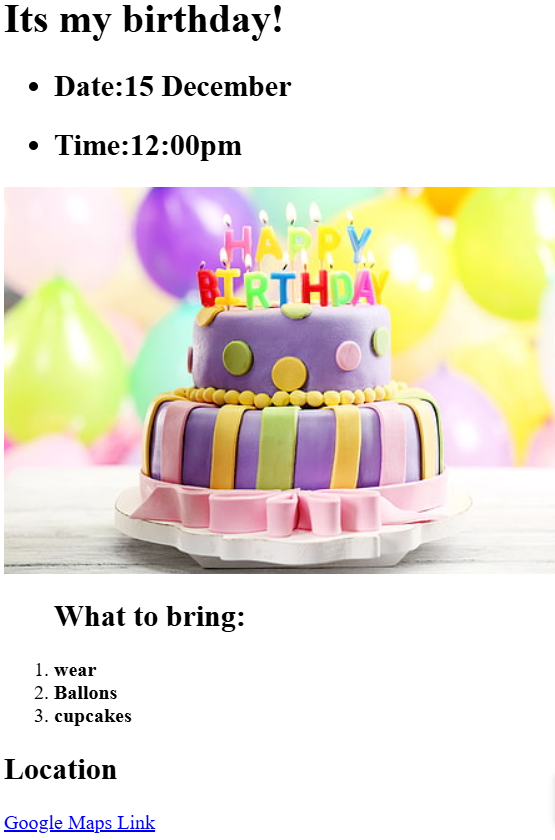 Its my birthday!
Date:15 December
Time:12:00pm
HAPPY
BIRTHDAY
What to bring:
1. wear
2. Ballons
3. cupcakes
Location
Google Maps Link